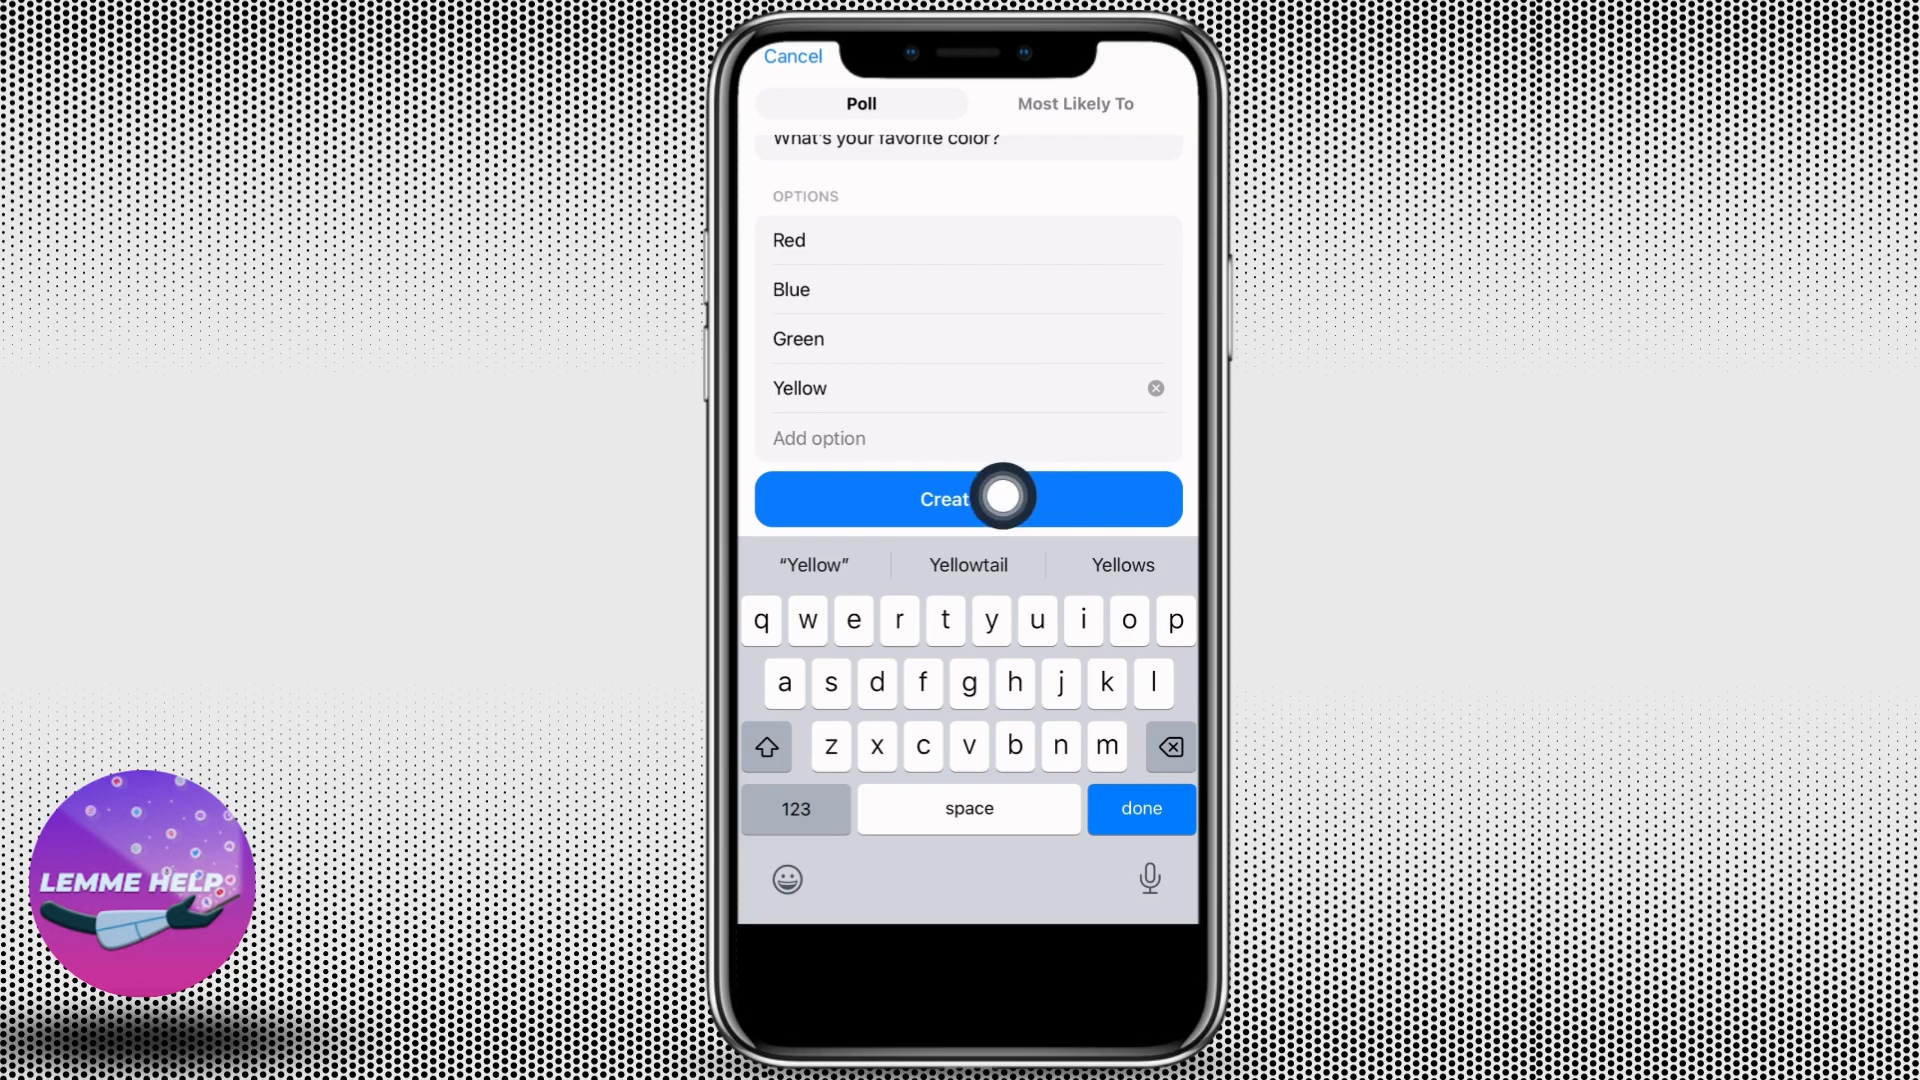 Cancel
Poll
Most Likely To
What's your favorite color?
OPTIONS
Red
Blue
Green
Yellow
Add option
“Yellow”
Yellowtail
Yellows
q w e r t y u i o p
a s d f g h j k l
z x c v b n m
123
space
done
LEMME HELP